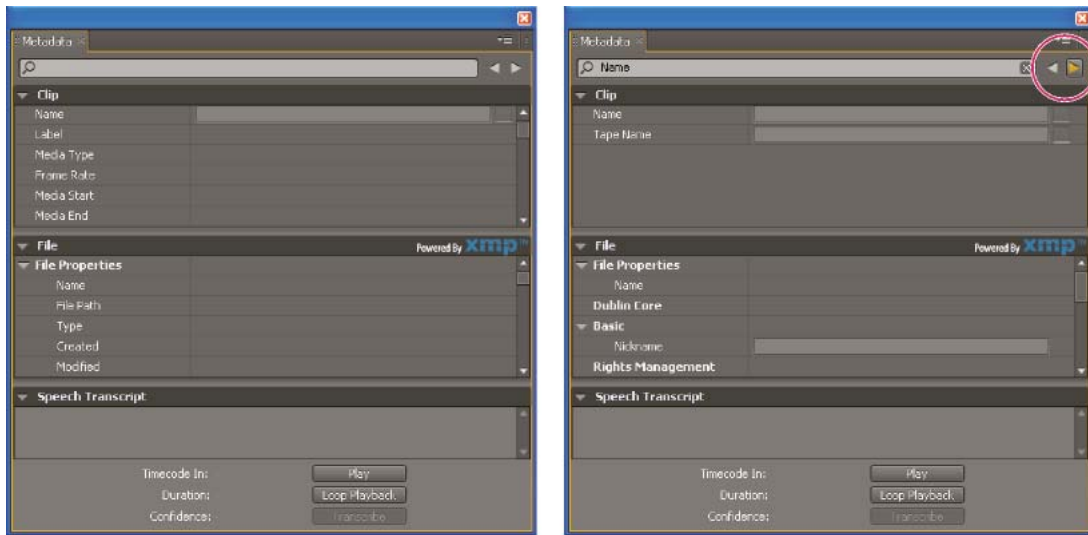 Metadata
Clip
Name
Label
Media Type
Frame Rate
Media Start
Media End
File
Powered By xmp™
File Properties
Name
File Path
Type
Created
Modified
Speech Transcript
Timecode In:
Play
Duration:
Loop Playback
Confidence:
Transcribe
Metadata
Name
Clip
Name
Tape Name
File
Powered By xmp™
File Properties
Name
Dublin Core
Basic
Nickname
Rights Management
Speech Transcript
Timecode In:
Play
Duration:
Loop Playback
Confidence:
Transcribe